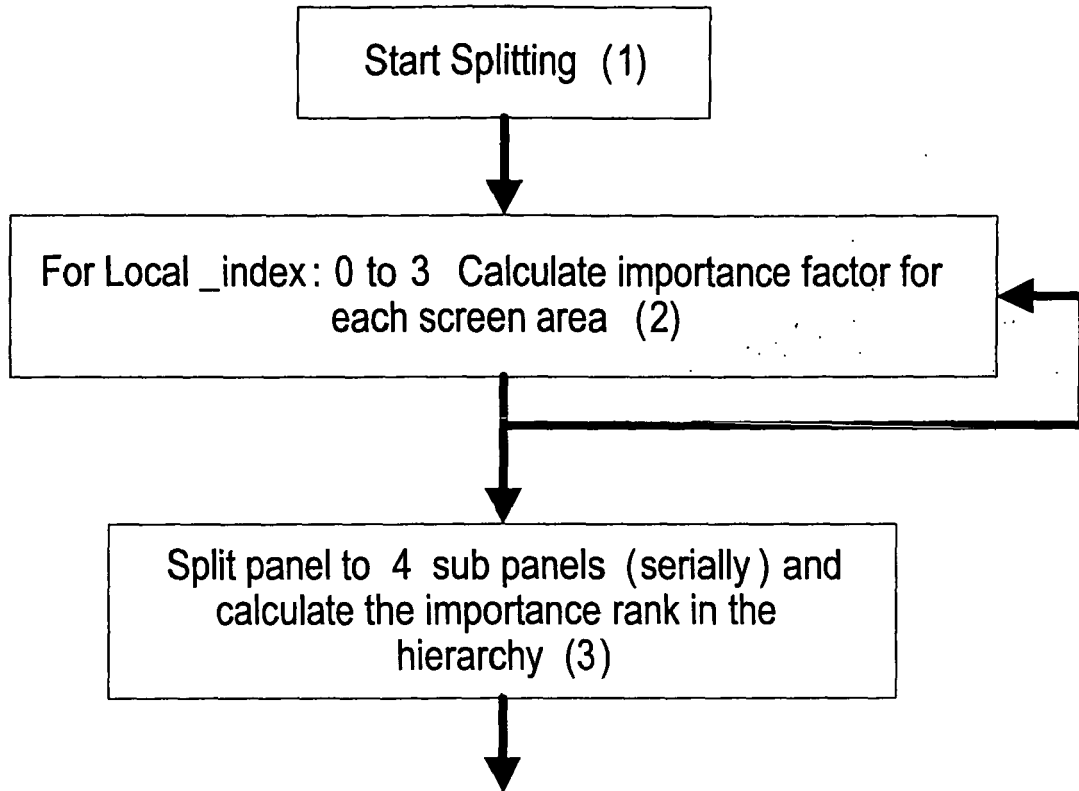 Start Splitting (1)
For Local _index: 0 to 3 Calculate importance factor for
each screen area (2)
Split panel to 4 sub panels (serially) and
calculate the importance rank in the
hierarchy (3)